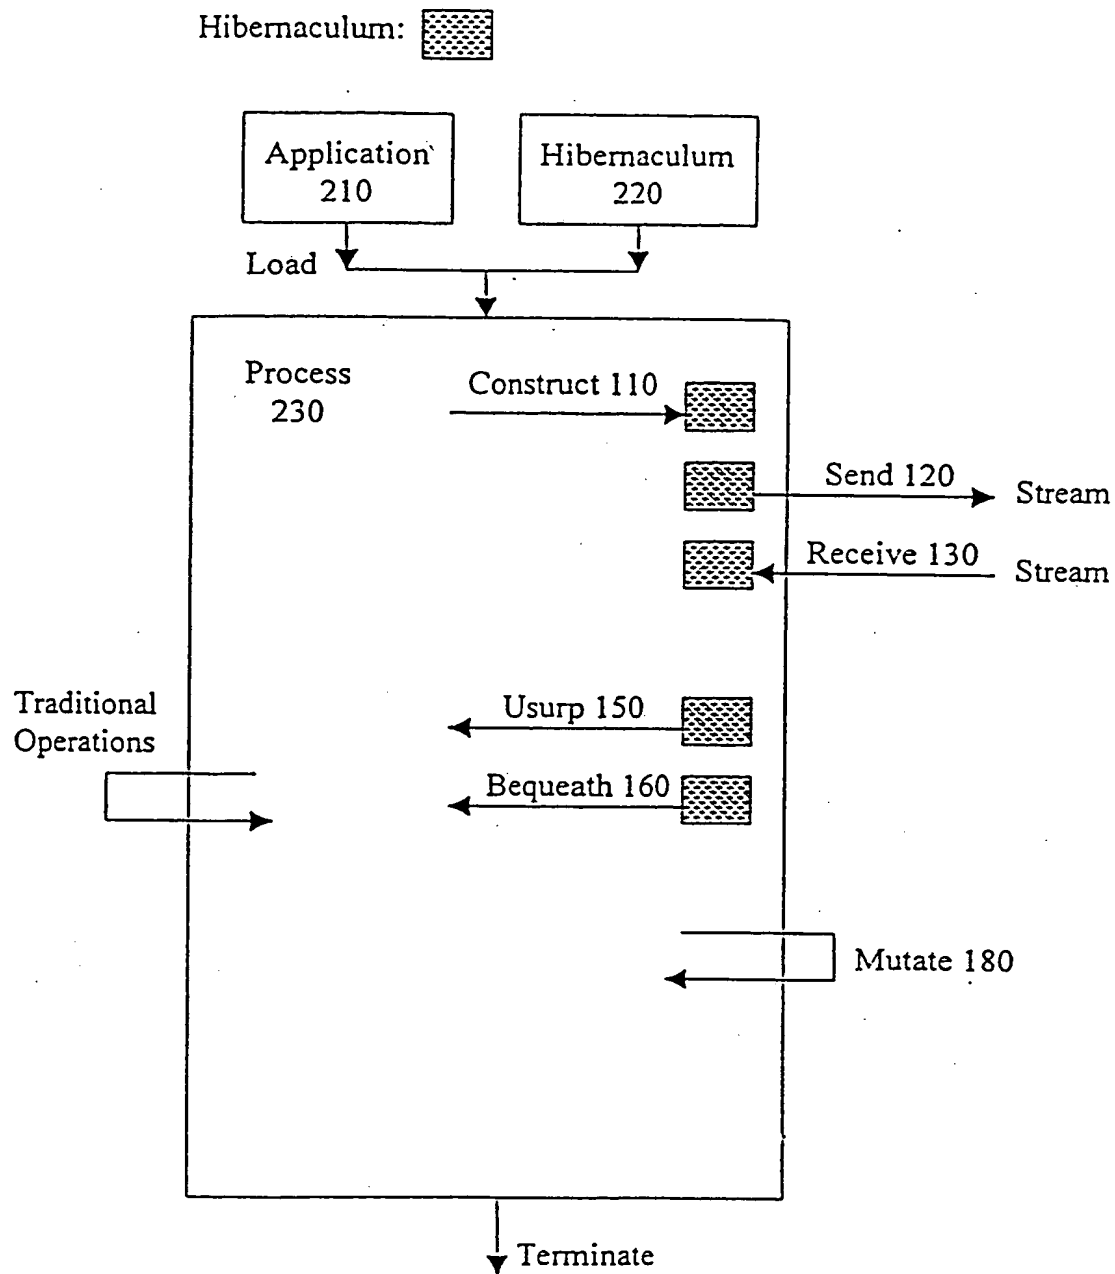 Hibernaculum:
Application
210
Hibernaculum
220
Load
Process
230
Construct 110
Send 120
Stream
Receive 130
Stream
Traditional
Operations
Usurp 150
Bequeath 160
Mutate 180
Terminate